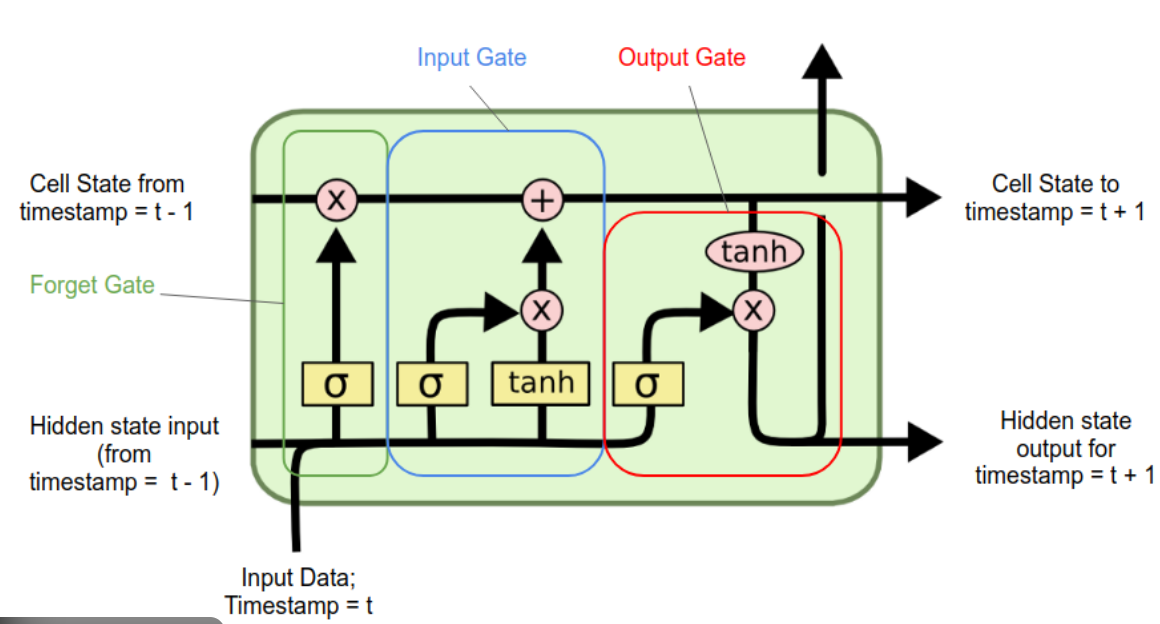 Input Gate
Output Gate
Cell State from
timestamp = t - 1
x
+
Cell State to
timestamp = t + 1
tanh
Forget Gate
x
x
σ
σ
tanh
σ
Hidden state input
(from
timestamp = t - 1)
Hidden state
output for
timestamp = t + 1
Input Data;
Timestamp = t